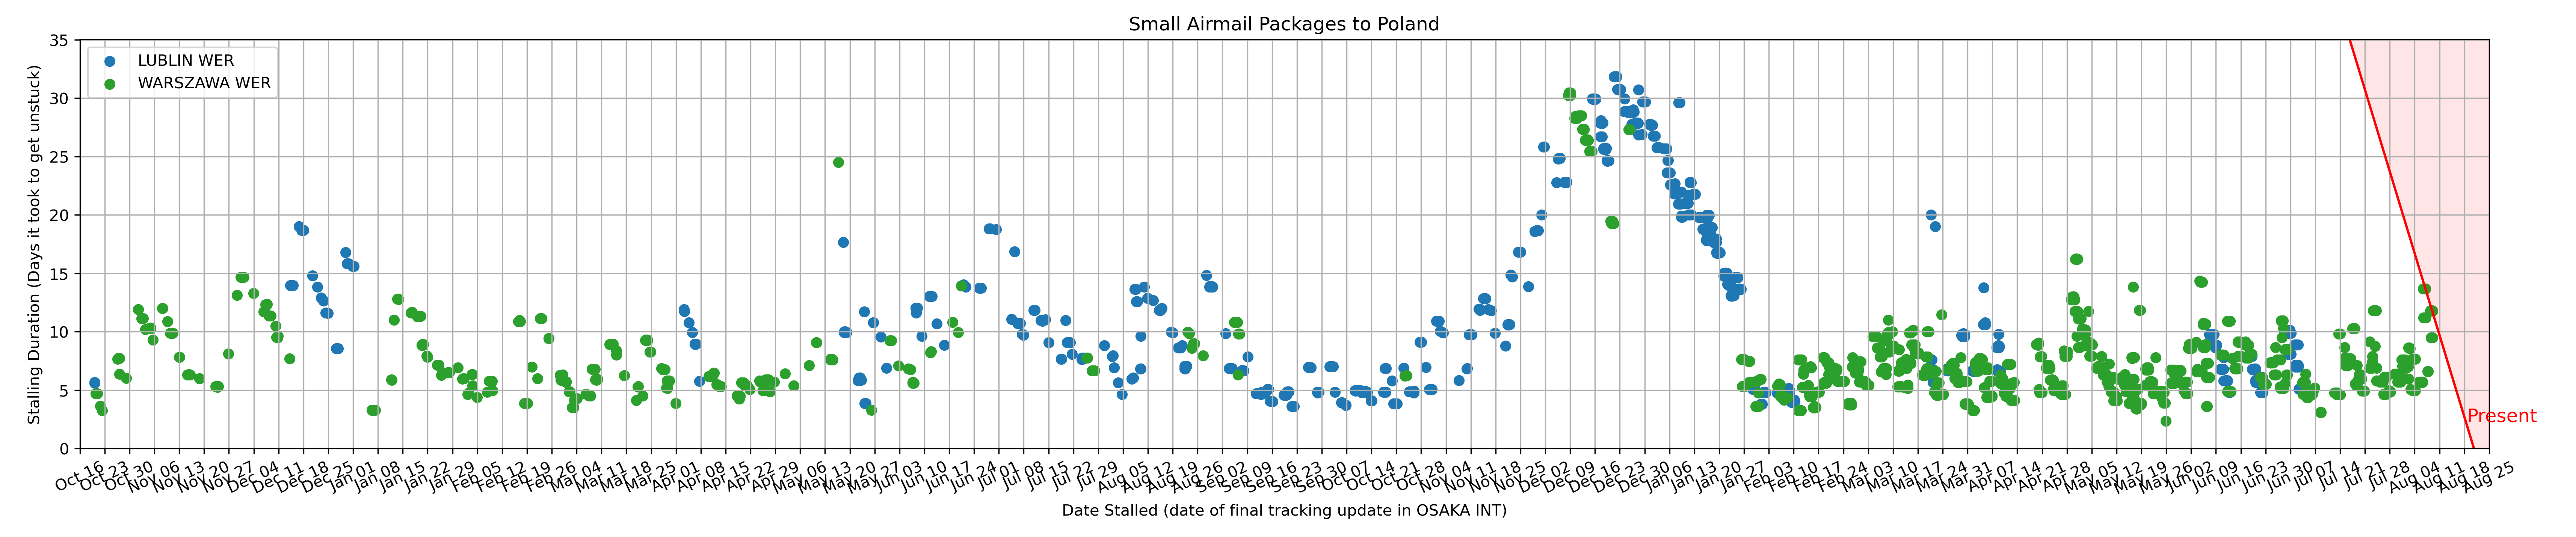 Small Airmail Packages to Poland
LUBLIN WER
WARSZAWA WER
Stalling Duration (Days it took to get unstuck)
35
30
25
20
15
10
5
0
Present
Oct 16
Oct 23
Oct 30
Nov 06
Nov 13
Nov 20
Nov 27
Dec 04
Dec 11
Dec 18
Dec 25
Jan 01
Jan 08
Jan 15
Jan 22
Jan 29
Feb 05
Feb 12
Feb 19
Feb 26
Mar 04
Mar 11
Mar 18
Mar 25
Apr 01
Apr 08
Apr 15
Apr 22
Apr 29
May 06
May 13
May 20
May 27
Jun 03
Jun 10
Jun 17
Jun 24
Jul 01
Jul 08
Jul 15
Jul 22
Jul 29
Aug 05
Aug 12
Aug 19
Aug 26
Sep 02
Sep 09
Sep 16
Sep 23
Sep 30
Oct 07
Oct 14
Oct 21
Oct 28
Nov 04
Nov 11
Nov 18
Nov 25
Dec 02
Dec 09
Dec 16
Dec 23
Dec 30
Jan 06
Jan 13
Jan 20
Jan 27
Feb 03
Feb 10
Feb 17
Feb 24
Mar 03
Mar 10
Mar 17
Mar 24
Mar 31
Apr 07
Apr 14
Apr 21
Apr 28
May 05
May 12
May 19
May 26
Jun 02
Jun 09
Jun 16
Jun 23
Jun 30
Jul 07
Jul 14
Jul 21
Jul 28
Aug 04
Aug 11
Aug 18
Aug 25
Date Stalled (date of final tracking update in OSAKA INT)